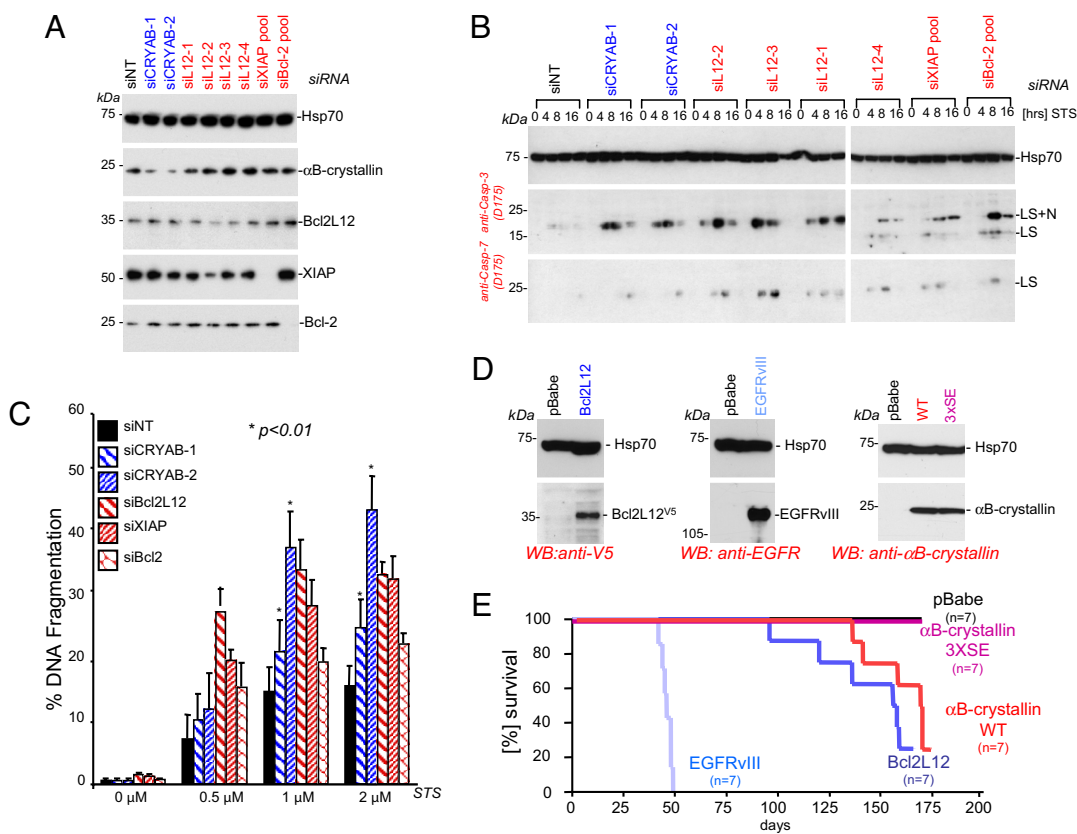 A
siNT
siCRYAB-1
siCRYAB-2
siL12-1
siL12-2
siL12-3
siL12-4
siXIAP pool
siBcl-2 pool
siRNA
kDa
75
-Hsp70
25
-αB-crystallin
35
-Bcl2L12
50
-XIAP
25
-Bcl-2
B
siNT
siCRYAB-1
siCRYAB-2
siL12-2
siL12-3
siL12-1
siL12-4
siXIAP pool
siBcl-2 pool
siRNA
0 4 8 16 0 4 8 16 0 4 8 16 0 4 8 16 0 4 8 16 0 4 8 16 0 4 8 16 0 4 8 16 0 4 8 16 [hrs] STS
kDa
75-
-Hsp70
anti-Casp-3 (D175)
25-
15-
-LS+N
-LS
anti-Casp-7 (D175)
25-
-LS
C
% DNA Fragmentation
60
50
40
30
20
10
0
siNT
siCRYAB-1
siCRYAB-2
siBcl2L12
siXIAP
siBcl2
* p<0.01
* * * *
0 µM 0.5 µM 1 µM 2 µM STS
D
kDa
pBabe
Bcl2L12
75-
- Hsp70
35-
- Bcl2L12V5
WB:anti-V5
kDa
pBabe
EGFRvIII
75-
- Hsp70
105-
-EGFRvIII
WB: anti-EGFR
kDa
pBabe
WT
3xSE
75-
- Hsp70
25-
- αB-crystallin
WB: anti-αB-crystallin
E
[%] survival
100
80
60
40
20
0
0 25 50 75 100 125 150 175 200
days
pBabe
(n=7)
αB-crystallin
3XSE
(n=7)
αB-crystallin
WT
(n=7)
EGFRvIII
(n=7)
Bcl2L12
(n=7)